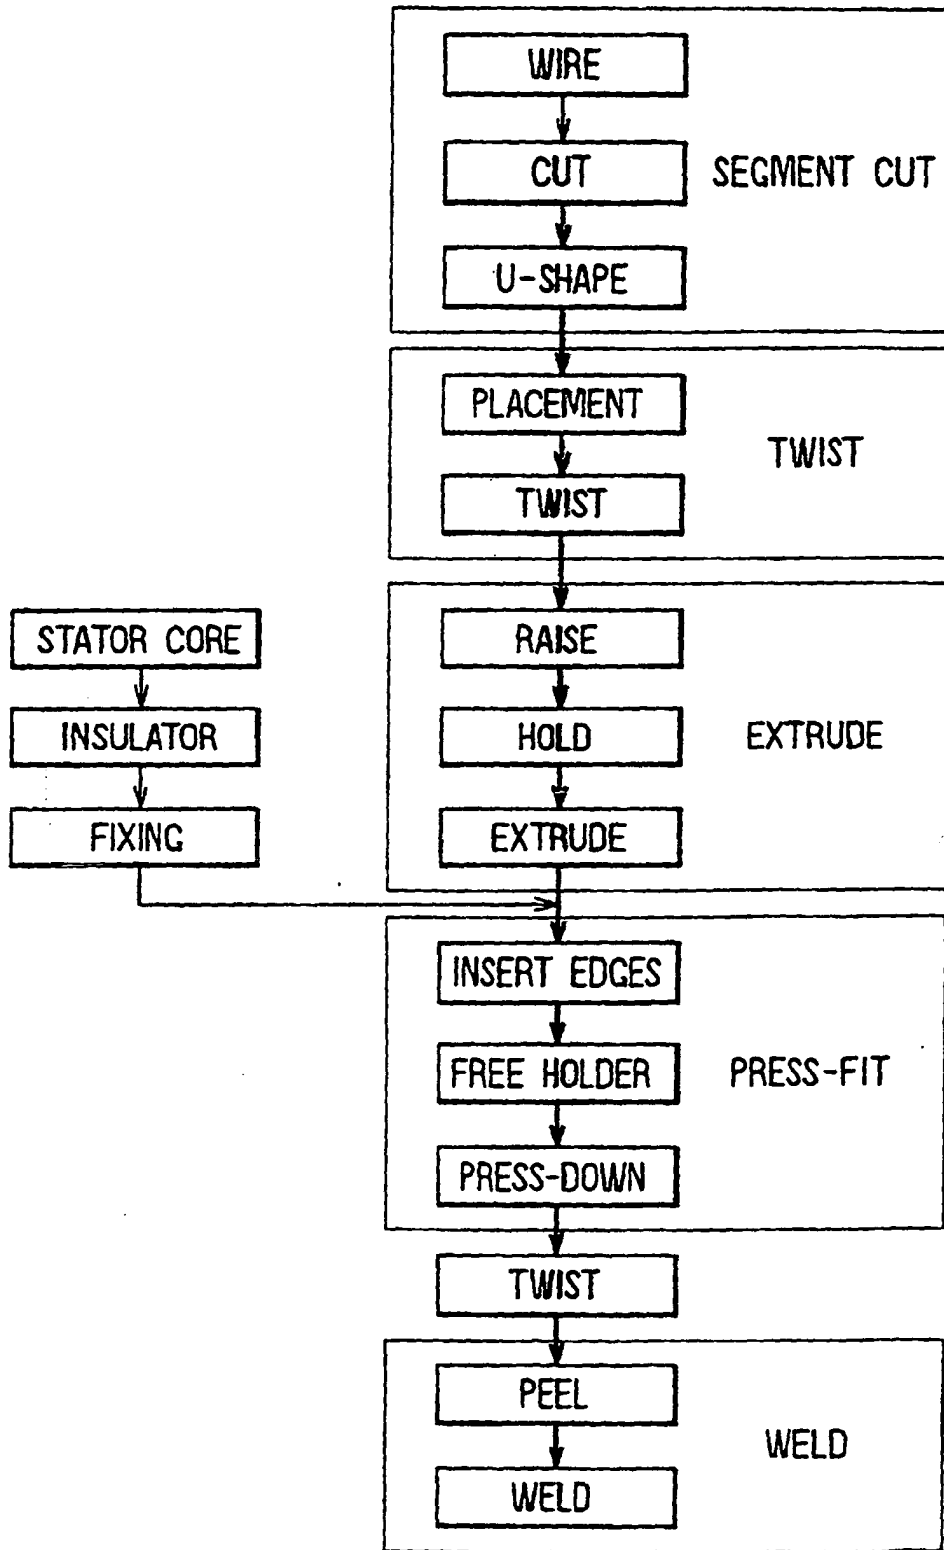 WIRE
CUT
SEGMENT CUT
U-SHAPE
PLACEMENT
TWIST
TWIST
STATOR CORE
RAISE
INSULATOR
HOLD
EXTRUDE
FIXING
EXTRUDE
INSERT EDGES
FREE HOLDER
PRESS-FIT
PRESS-DOWN
TWIST
PEEL
WELD
WELD